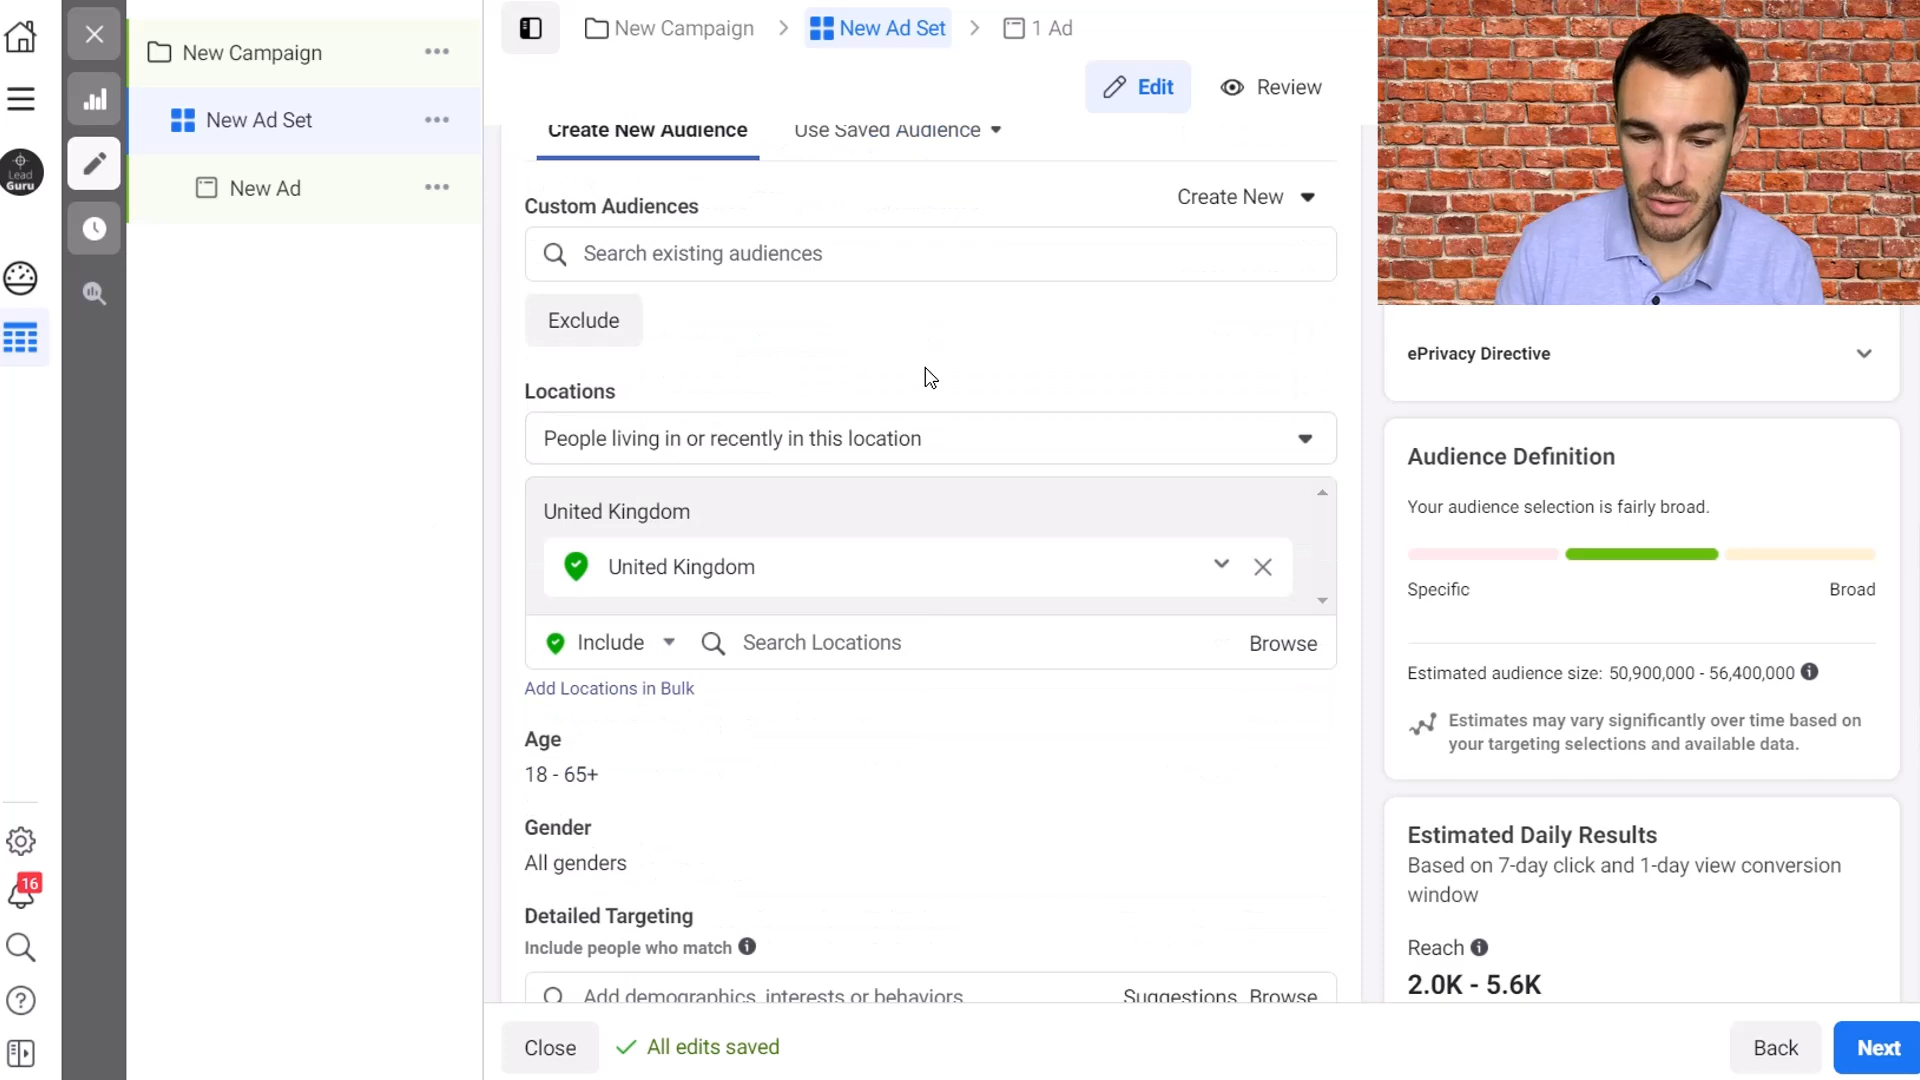 New Campaign
New Ad Set
New Ad
Lead
Guru
16
New Campaign
New Ad Set
1 Ad
Edit
Review
Create New Audience
Use Saved Audience
Custom Audiences
Create New
Search existing audiences
Exclude
Locations
People living in or recently in this location
United Kingdom
United Kingdom
Include
Search Locations
Browse
Add Locations in Bulk
Age
18 - 65+
Gender
All genders
Detailed Targeting
Include people who match
Add demographics, interests or behaviors
Suggestions
Browse
Close
All edits saved
Back
Next
ePrivacy Directive
Audience Definition
Your audience selection is fairly broad.
Specific
Broad
Estimated audience size: 50,900,000 - 56,400,000
Estimates may vary significantly over time based on
your targeting selections and available data.
Estimated Daily Results
Based on 7-day click and 1-day view conversion
window
Reach
2.0K - 5.6K